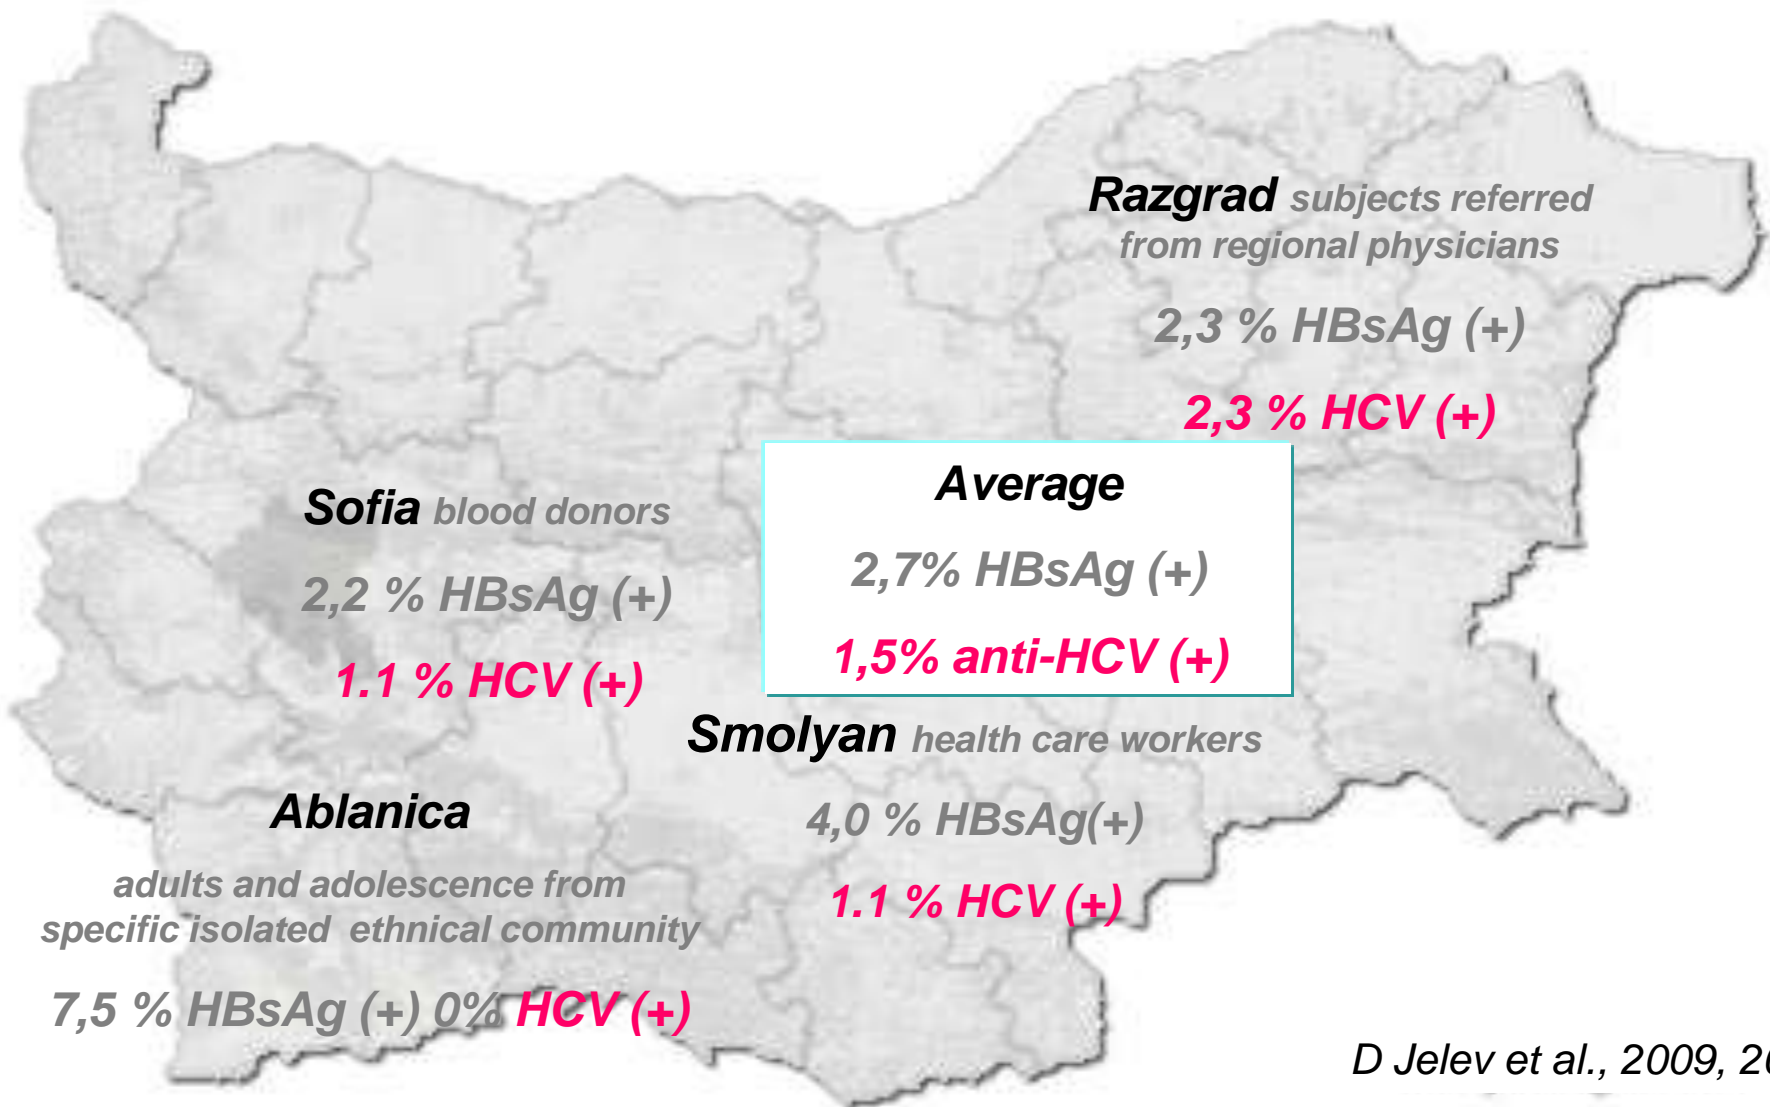 Razgrad subjects referred
from regional physicians
2,3 % HBsAg (+)
2,3 % HCV (+)
Average
2,7% HBsAg (+)
1,5% anti-HCV (+)
Sofia blood donors
2,2 % HBsAg (+)
1.1 % HCV (+)
Smolyan health care workers
4,0 % HBsAg(+)
1.1 % HCV (+)
Ablanica
adults and adolescence from
specific isolated ethnical community
7,5 % HBsAg (+) 0% HCV (+)
D Jelev et al., 2009,